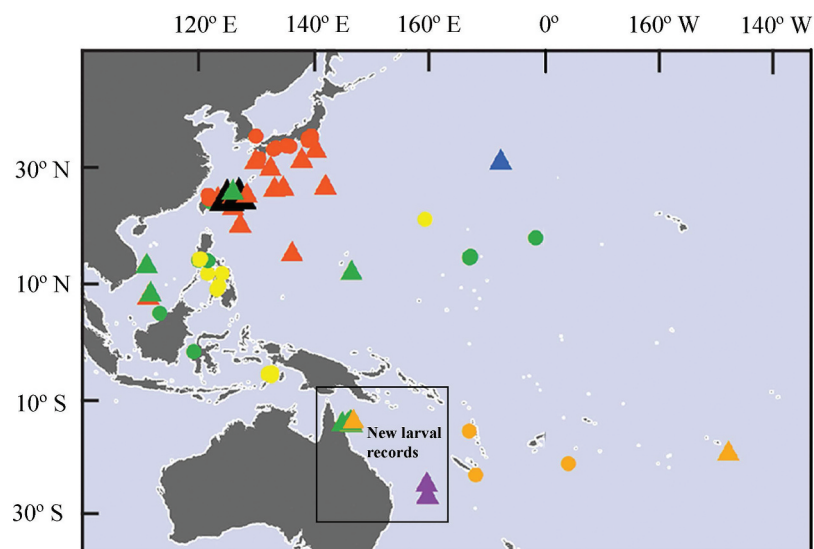 120º E 140º E 160º E 0º 160º W 140º W
30º N
10º N
10º S
New larval
records
30º S